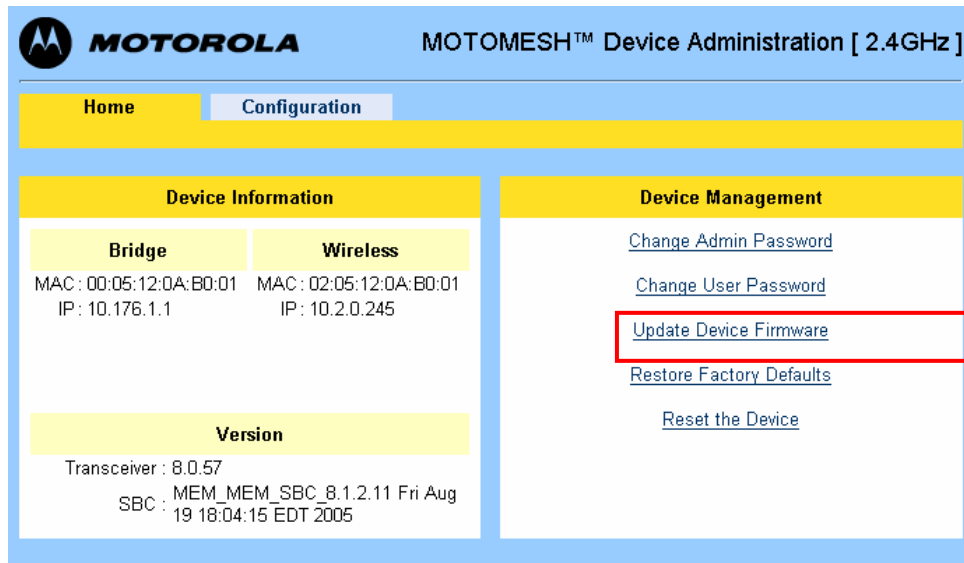 MOTOROLA
MOTOMESH™ Device Administration [ 2.4GHz ]
Home
Configuration
Device Information
Bridge
Wireless
MAC : 00:05:12:0A:B0:01
MAC : 02:05:12:0A:B0:01
IP : 10.176.1.1
IP : 10.2.0.245
Version
Transceiver : 8.0.57
SBC : MEM_MEM_SBC_8.1.2.11 Fri Aug
19 18:04:15 EDT 2005
Device Management
Change Admin Password
Change User Password
Update Device Firmware
Restore Factory Defaults
Reset the Device